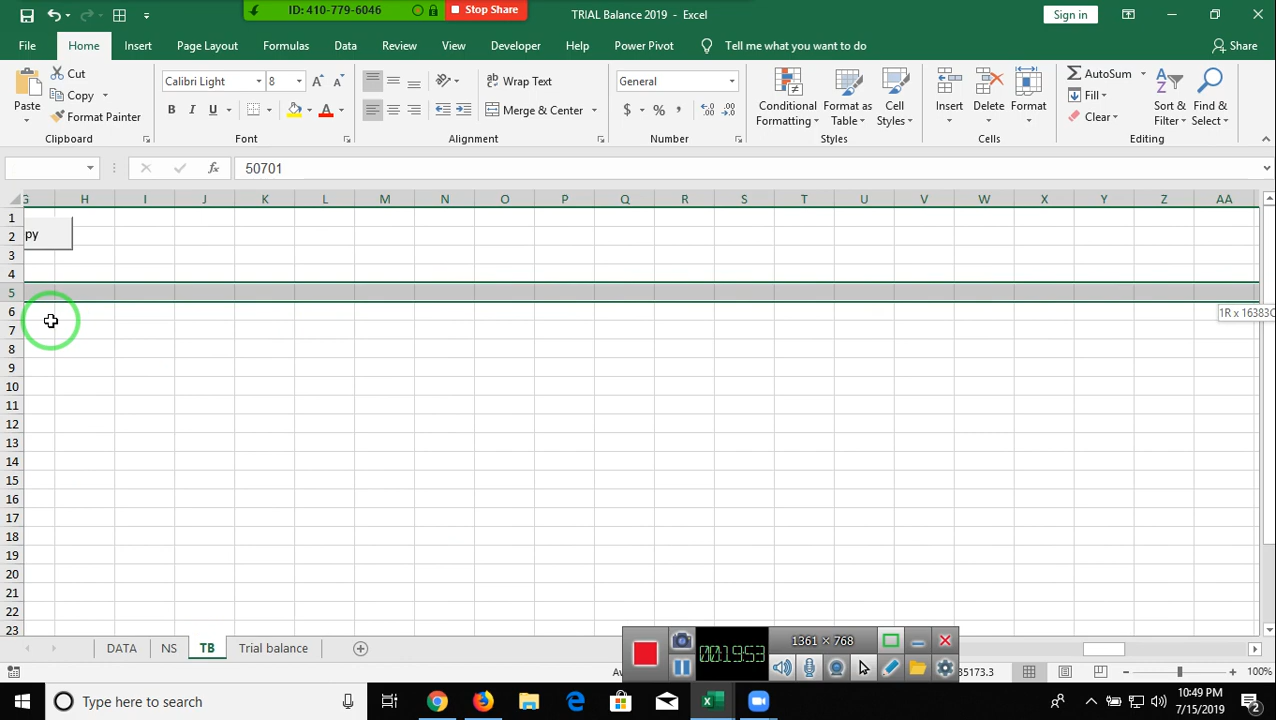 ID: 410-779-6046
Stop Share
TRIAL Balance 2019 - Excel
Sign in
File Home Insert Page Layout Formulas Data Review View Developer Help Power Pivot Tell me what you want to do Share
Paste
Cut
Copy
Format Painter
Calibri Light 8
B I U
Wrap Text
Merge & Center
General
$ % ,
Conditional Formatting
Format as Table
Cell Styles
Insert Delete Format
AutoSum
Fill
Clear
Sort & Filter
Find & Select
Clipboard Font Alignment Number Styles Cells Editing
fx 50701
G H I J K L M N O P Q R S T U V W X Y Z AA
1
py
2
3
4
5
6
1R x 16383C
7
8
9
10
11
12
13
14
15
16
17
18
19
20
21
22
23
DATA NS TB Trial balance
1361 × 768
00:19:53
35173.3
100%
Type here to search
10:49 PM
7/15/2019
2